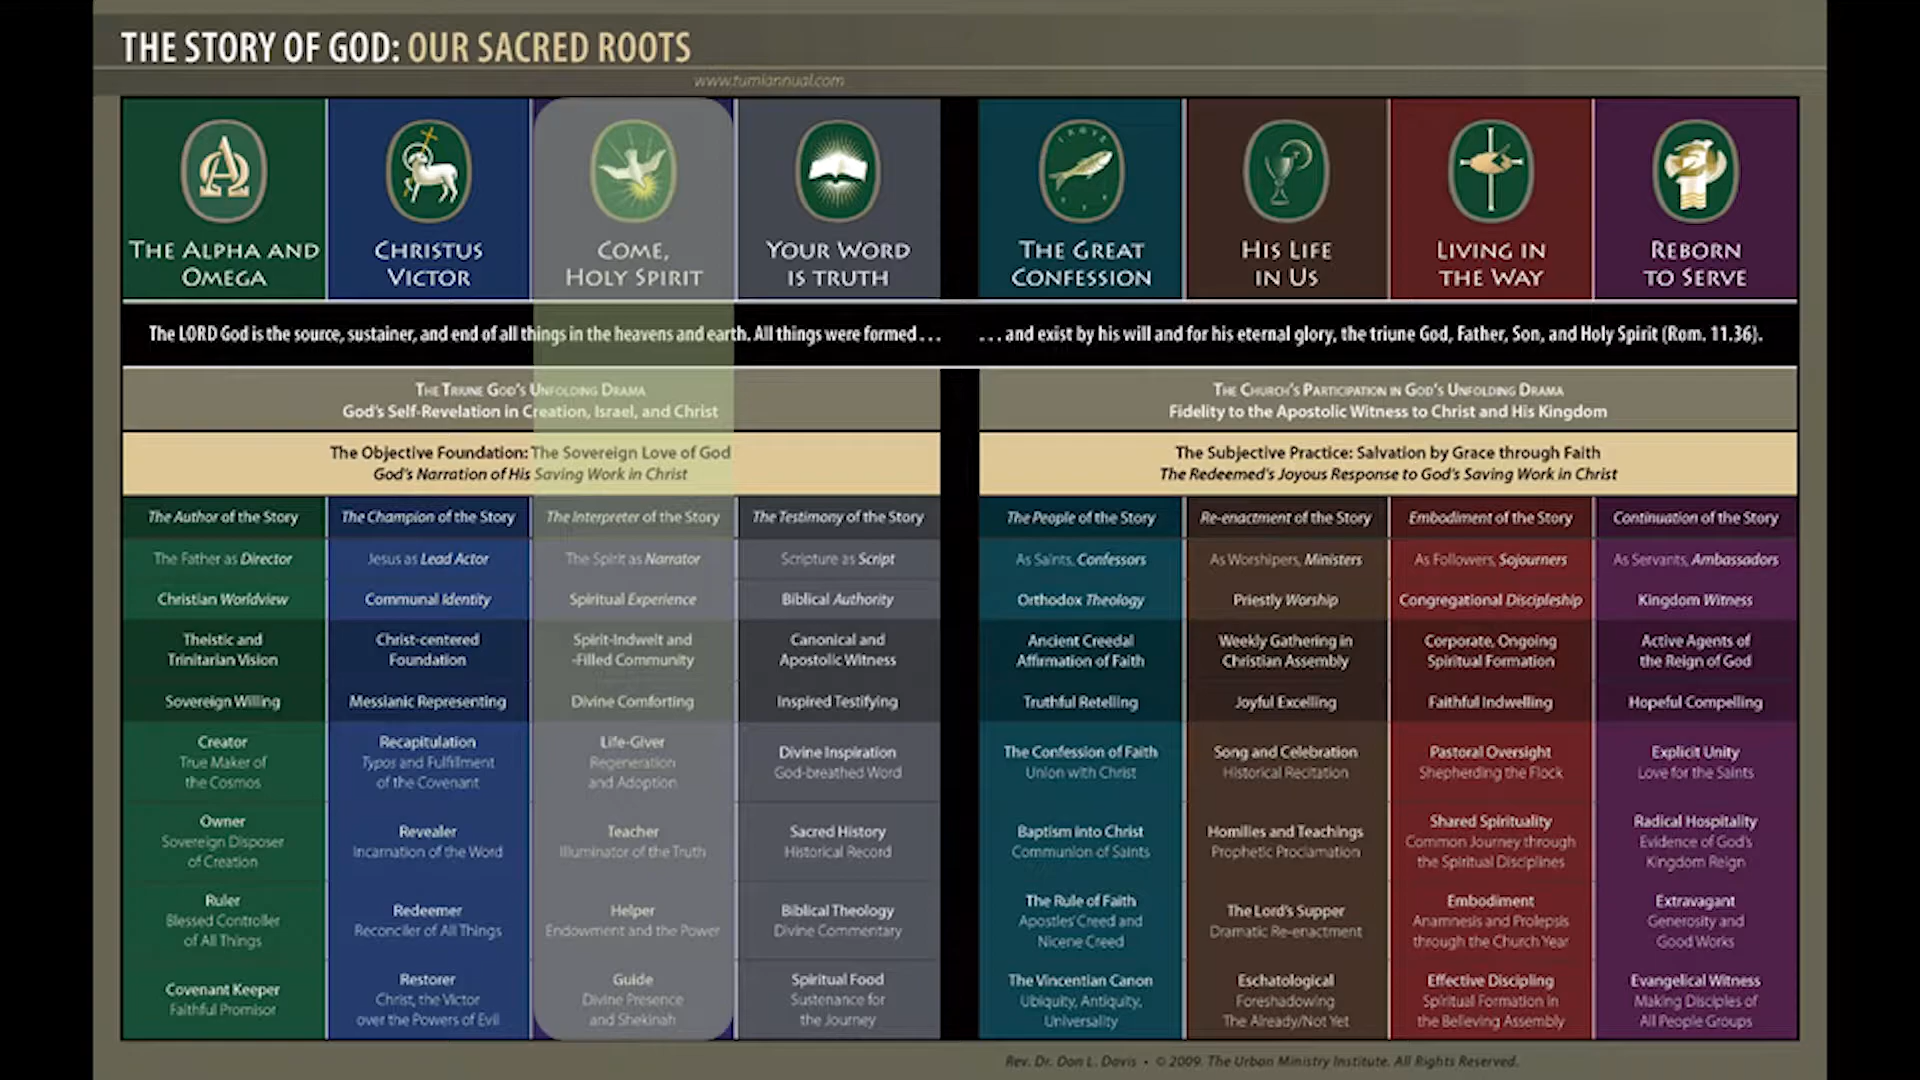 THE STORY OF GOD: OUR SACRED ROOTS
www.tumiannual.com
THE ALPHA AND
OMEGA
CHRISTUS
VICTOR
COME,
HOLY SPIRIT
YOUR WORD
IS TRUTH
THE GREAT
CONFESSION
HIS LIFE
IN US
LIVING IN
THE WAY
REBORN
TO SERVE
The LORD God is the source, sustainer, and end of all things in the heavens and earth. All things were formed . . .
. . . and exist by his will and for his eternal glory, the triune God, Father, Son, and Holy Spirit (Rom. 11.36).
THE TRIUNE GOD'S UNFOLDING DRAMA
God's Self-Revelation in Creation, Israel, and Christ
THE CHURCH'S PARTICIPATION IN GOD'S UNFOLDING DRAMA
Fidelity to the Apostolic Witness to Christ and His Kingdom
The Objective Foundation: The Sovereign Love of God
God's Narration of His Saving Work in Christ
The Subjective Practice: Salvation by Grace through Faith
The Redeemed's Joyous Response to God's Saving Work in Christ
The Author of the Story
The Champion of the Story
The Interpreter of the Story
The Testimony of the Story
The People of the Story
Re-enactment of the Story
Embodiment of the Story
Continuation of the Story
The Father as Director
Jesus as Lead Actor
The Spirit as Narrator
Scripture as Script
As Saints, Confessors
As Worshipers, Ministers
As Followers, Sojourners
As Servants, Ambassadors
Christian Worldview
Communal Identity
Spiritual Experience
Biblical Authority
Orthodox Theology
Priestly Worship
Congregational Discipleship
Kingdom Witness
Theistic and
Trinitarian Vision
Christ-centered
Foundation
Spirit-Indwelt and
-Filled Community
Canonical and
Apostolic Witness
Ancient Creedal
Affirmation of Faith
Weekly Gathering in
Christian Assembly
Corporate, Ongoing
Spiritual Formation
Active Agents of
the Reign of God
Sovereign Willing
Messianic Representing
Divine Comforting
Inspired Testifying
Truthful Retelling
Joyful Excelling
Faithful Indwelling
Hopeful Compelling
Creator
True Maker of
the Cosmos
Recapitulation
Typos and Fulfillment
of the Covenant
Life-Giver
Regeneration
and Adoption
Divine Inspiration
God-breathed Word
The Confession of Faith
Union with Christ
Song and Celebration
Historical Recitation
Pastoral Oversight
Shepherding the Flock
Explicit Unity
Love for the Saints
Owner
Sovereign Disposer
of Creation
Revealer
Incarnation of the Word
Teacher
Illuminator of the Truth
Sacred History
Historical Record
Baptism into Christ
Communion of Saints
Homilies and Teachings
Prophetic Proclamation
Shared Spirituality
Common Journey through
the Spiritual Disciplines
Radical Hospitality
Evidence of God's
Kingdom Reign
Ruler
Blessed Controller
of All Things
Redeemer
Reconciler of All Things
Helper
Endowment and the Power
Biblical Theology
Divine Commentary
The Rule of Faith
Apostles' Creed and
Nicene Creed
The Lord's Supper
Dramatic Re-enactment
Embodiment
Anamnesis and Prolepsis
through the Church Year
Extravagant
Generosity and
Good Works
Covenant Keeper
Faithful Promisor
Restorer
Christ, the Victor
over the Powers of Evil
Guide
Divine Presence
and Shekinah
Spiritual Food
Sustenance for
the Journey
The Vincentian Canon
Ubiquity, Antiquity,
Universality
Eschatological
Foreshadowing
The Already/Not Yet
Effective Discipling
Spiritual Formation in
the Believing Assembly
Evangelical Witness
Making Disciples of
All People Groups
Rev. Dr. Don L. Davis • © 2009. The Urban Ministry Institute. All Rights Reserved.